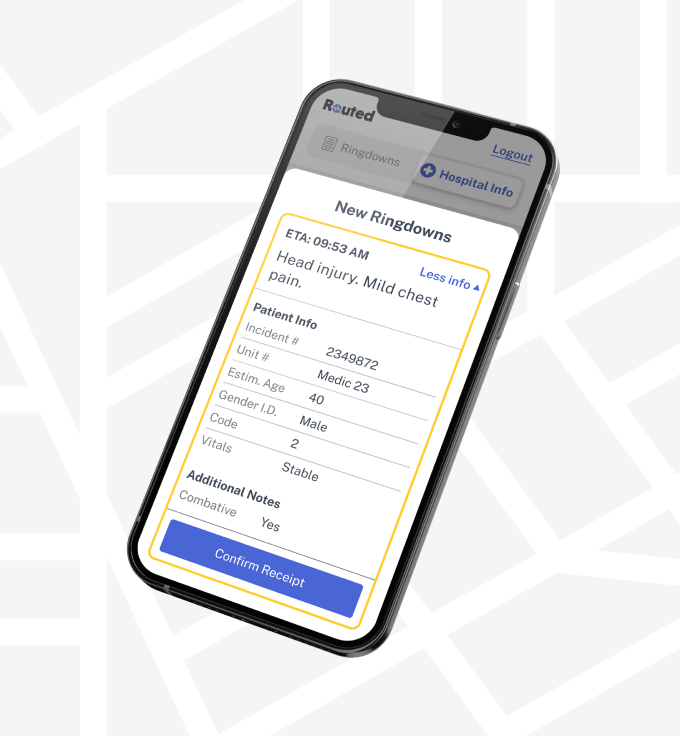 Routed
Logout
Ringdowns
Hospital Info
New Ringdowns
ETA: 09:53 AM
Less info ▲
Head injury. Mild chest
pain.
Patient Info
Incident # 2349872
Unit # Medic 23
Estim. Age 40
Gender I.D. Male
Code 2
Vitals Stable
Additional Notes
Combative Yes
Confirm Receipt